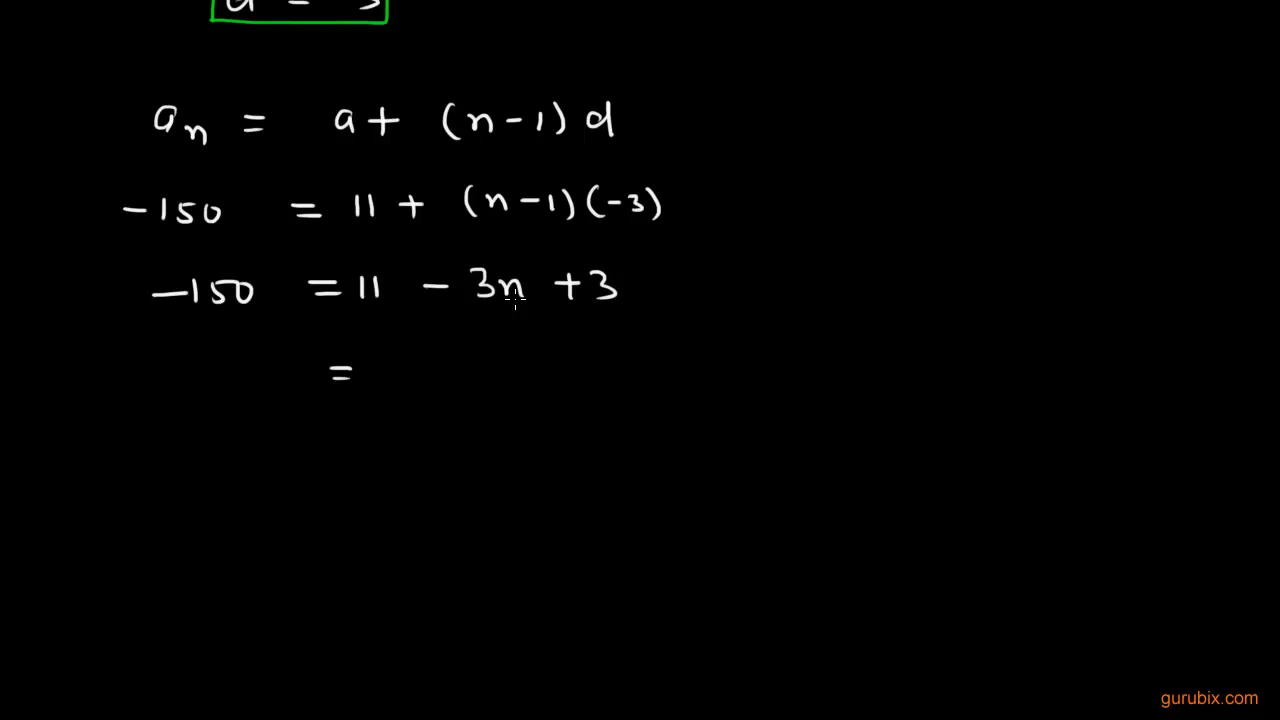 aₙ = a + (n-1) d
-150 = 11 + (n-1)(-3)
-150 = 11 - 3n + 3
=
gurubix.com